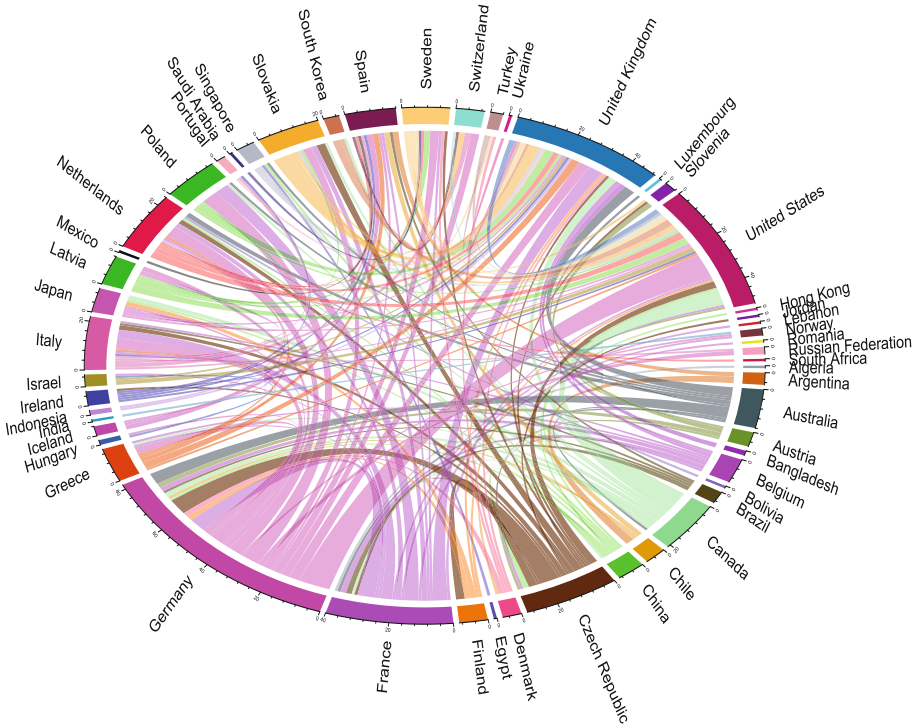 South Korea
Spain
Sweden
Switzerland
Turkey
Ukraine
United Kingdom
Luxembourg
Slovenia
United States
Hong Kong
Jordan
Lebanon
Norway
Romania
Russian Federation
South Africa
Algeria
Argentina
Australia
Austria
Bangladesh
Belgium
Bolivia
Brazil
Canada
Chile
China
Czech Republic
Denmark
Egypt
Finland
France
Germany
Greece
Hungary
Iceland
India
Indonesia
Ireland
Israel
Italy
Japan
Latvia
Mexico
Netherlands
Poland
Portugal
Saudi Arabia
Singapore
Slovakia